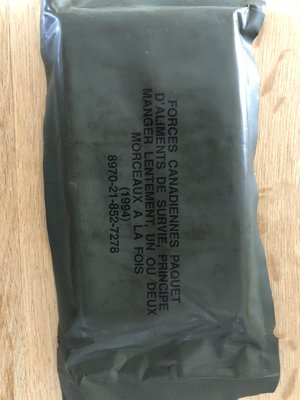 FORCES CANADIENNES PAQUET
D'ALIMENTS DE SURVIE, PRINCIPE
MANGER LENTEMENT, UN OU DEUX
MORCEAUX A LA FOIS
(1994)
8970-21-852-7278